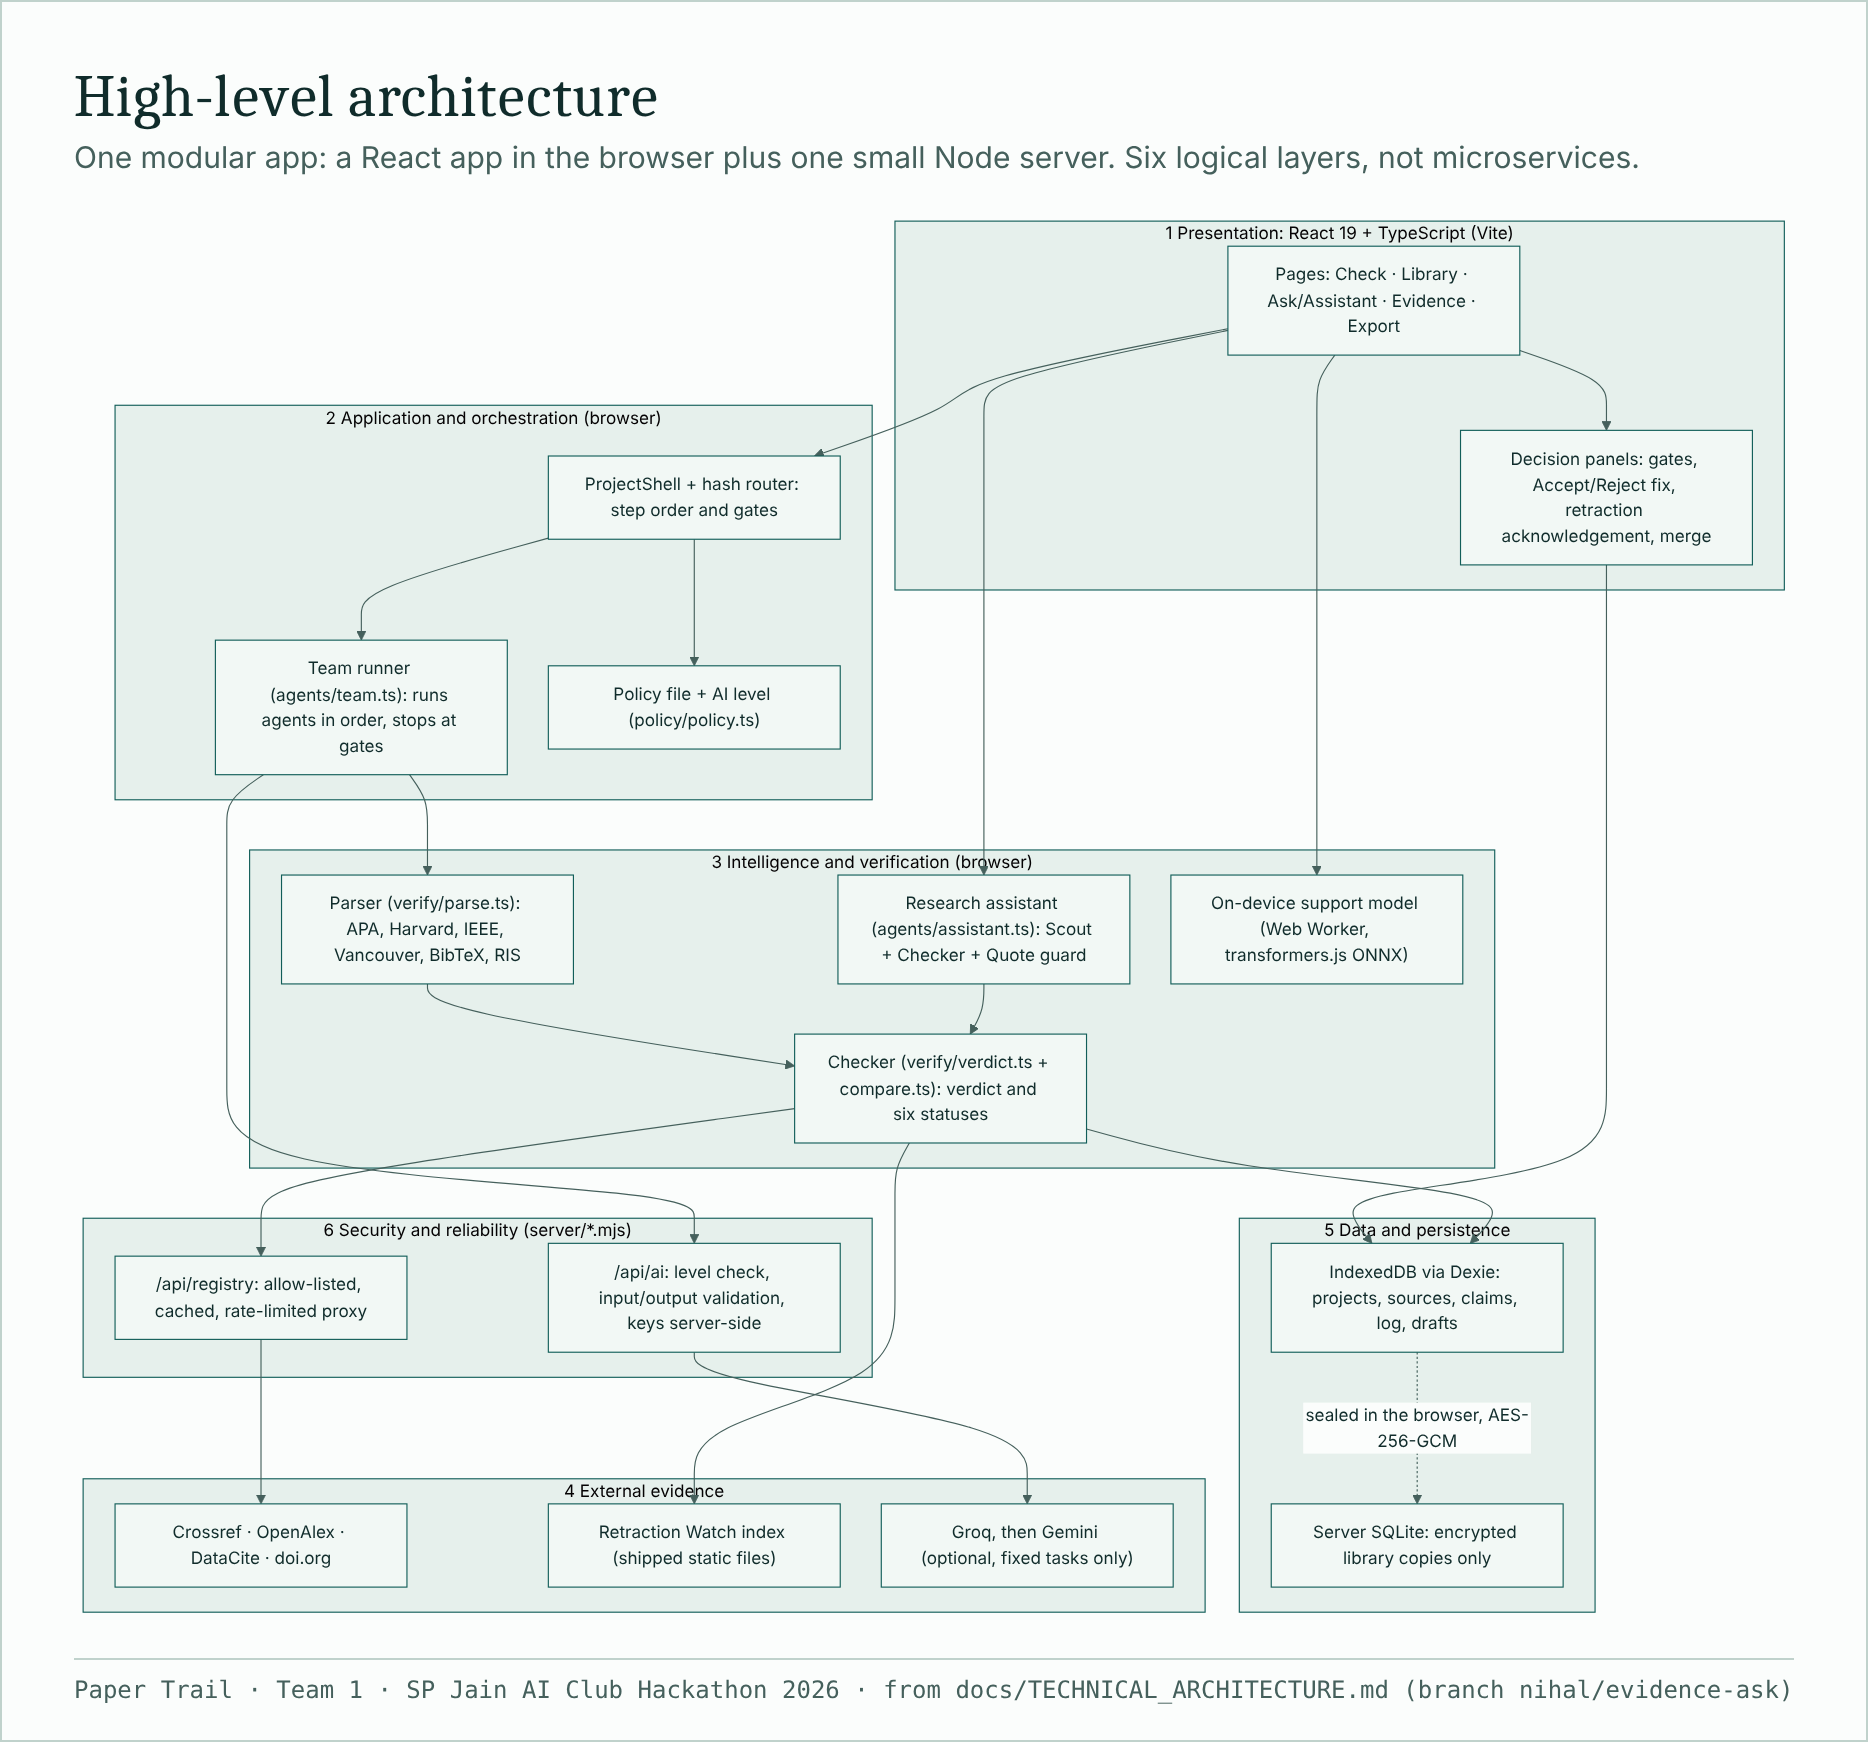 High-level architecture
One modular app: a React app in the browser plus one small Node server. Six logical layers, not microservices.
1 Presentation: React 19 + TypeScript (Vite)
Pages: Check · Library ·
Ask/Assistant · Evidence ·
Export
Decision panels: gates,
Accept/Reject fix,
retraction
acknowledgement, merge
2 Application and orchestration (browser)
ProjectShell + hash router:
step order and gates
Team runner
(agents/team.ts): runs
agents in order, stops at
gates
Policy file + AI level
(policy/policy.ts)
3 Intelligence and verification (browser)
Parser (verify/parse.ts):
APA, Harvard, IEEE,
Vancouver, BibTeX, RIS
Research assistant
(agents/assistant.ts): Scout
+ Checker + Quote guard
On-device support model
(Web Worker,
transformers.js ONNX)
Checker (verify/verdict.ts +
compare.ts): verdict and
six statuses
6 Security and reliability (server/*.mjs)
/api/registry: allow-listed,
cached, rate-limited proxy
/api/ai: level check,
input/output validation,
keys server-side
5 Data and persistence
IndexedDB via Dexie:
projects, sources, claims,
log, drafts
sealed in the browser, AES-
256-GCM
Server SQLite: encrypted
library copies only
4 External evidence
Crossref · OpenAlex ·
DataCite · doi.org
Retraction Watch index
(shipped static files)
Groq, then Gemini
(optional, fixed tasks only)
Paper Trail · Team 1 · SP Jain AI Club Hackathon 2026 · from docs/TECHNICAL_ARCHITECTURE.md (branch nihal/evidence-ask)